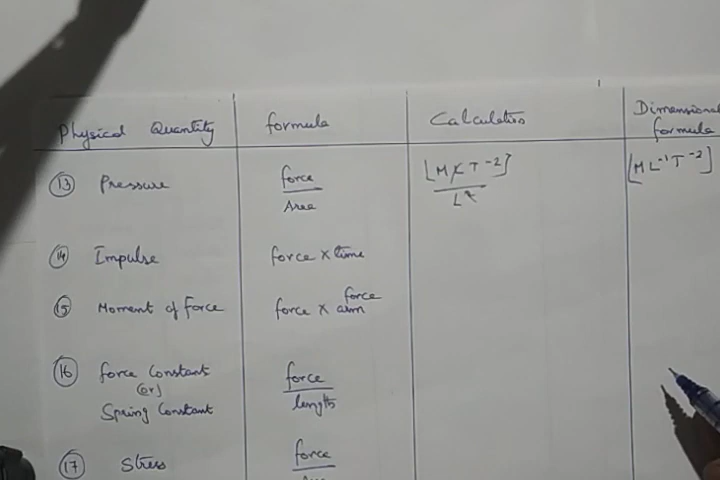 Physical Quantity formula Calculation Dimensional formula
13 Pressure force / Area [MLT⁻²] / L² [ML⁻¹T⁻²]
14 Impulse force × time
15 Moment of force force × force arm
16 force Constant (or) Spring Constant force / length
17 Stress force